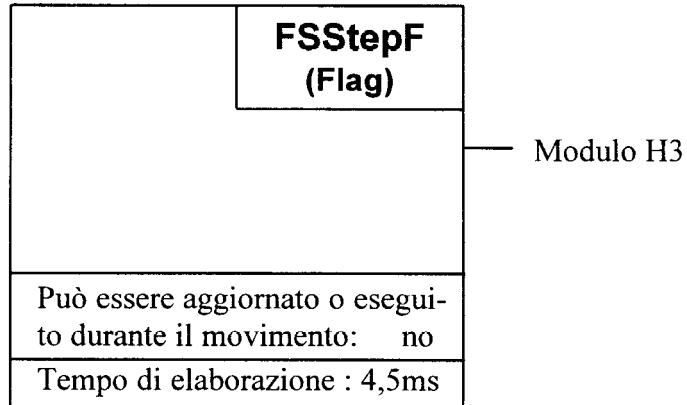 FSStepF
(Flag)
Modulo H3
Può essere aggiornato o esegui-
to durante il movimento: no
Tempo di elaborazione : 4,5ms